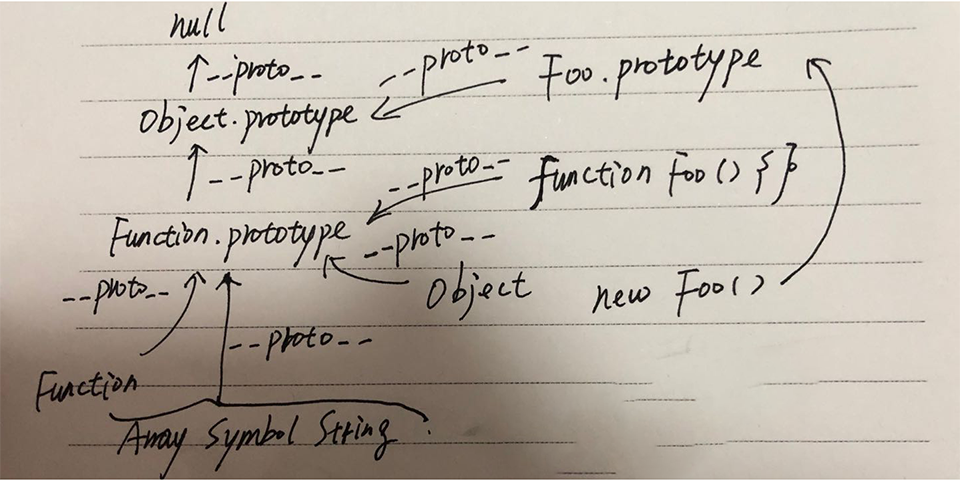 null
--proto--
--proto--
Foo.prototype
Object.prototype
--proto--
--proto--
function Foo() {}
Function.prototype
--proto--
--proto--
Object
new Foo()
--proto--
Function
Array Symbol String